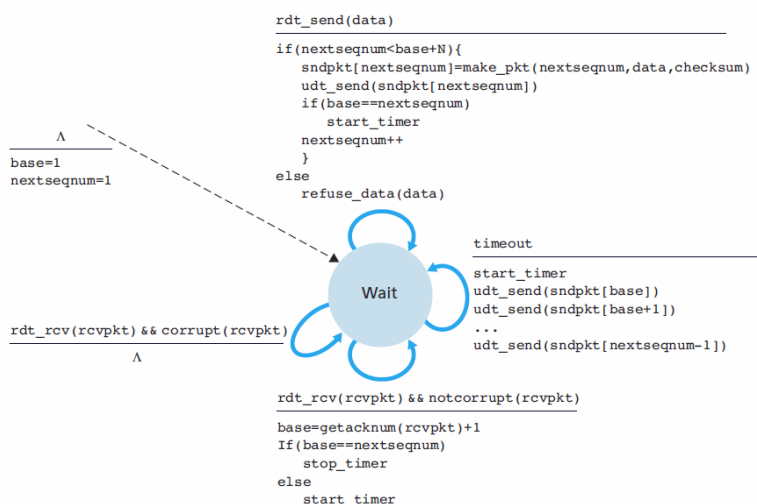 rdt_send(data)
if(nextseqnum<base+N){
sndpkt[nextseqnum]=make_pkt(nextseqnum,data,checksum)
udt_send(sndpkt[nextseqnum])
if(base==nextseqnum)
start_timer
nextseqnum++
}
else
refuse_data(data)
Λ
base=1
nextseqnum=1
Wait
timeout
start_timer
udt_send(sndpkt[base])
udt_send(sndpkt[base+1])
...
udt_send(sndpkt[nextseqnum-1])
rdt_rcv(rcvpkt) && corrupt(rcvpkt)
Λ
rdt_rcv(rcvpkt) && notcorrupt(rcvpkt)
base=getacknum(rcvpkt)+1
If(base==nextseqnum)
stop_timer
else
start_timer